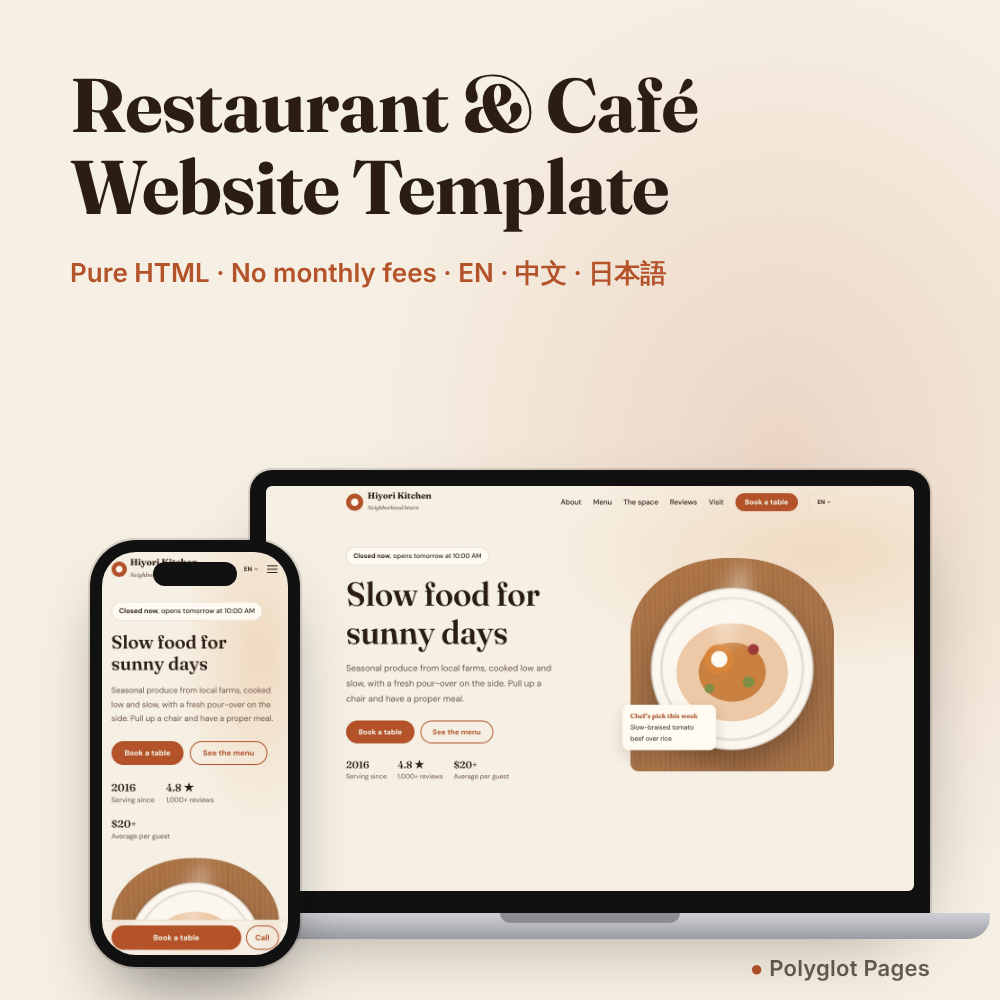 Restaurant & Café
Website Template
Pure HTML · No monthly fees · EN · 中文 · 日本語
Hiyori Kitchen
Neighborhood bistro
About Menu The space Reviews Visit Book a table EN
Closed now, opens tomorrow at 10:00 AM
Slow food for
sunny days
Seasonal produce from local farms, cooked low and
slow, with a fresh pour-over on the side. Pull up a
chair and have a proper meal.
Book a table See the menu
2016 4.8 ★ $20+
Serving since 1,000+ reviews Average per guest
Chef's pick this week
Slow-braised tomato
beef over rice
Hiyori Kitchen
EN
Closed now, opens tomorrow at 10:00 AM
Slow food for
sunny days
Seasonal produce from local farms, cooked
low and slow, with a fresh pour-over on the
side. Pull up a chair and have a proper meal.
Book a table See the menu
2016 4.8 ★
Serving since 1,000+ reviews
$20+
Average per guest
Book a table Call
Polyglot Pages